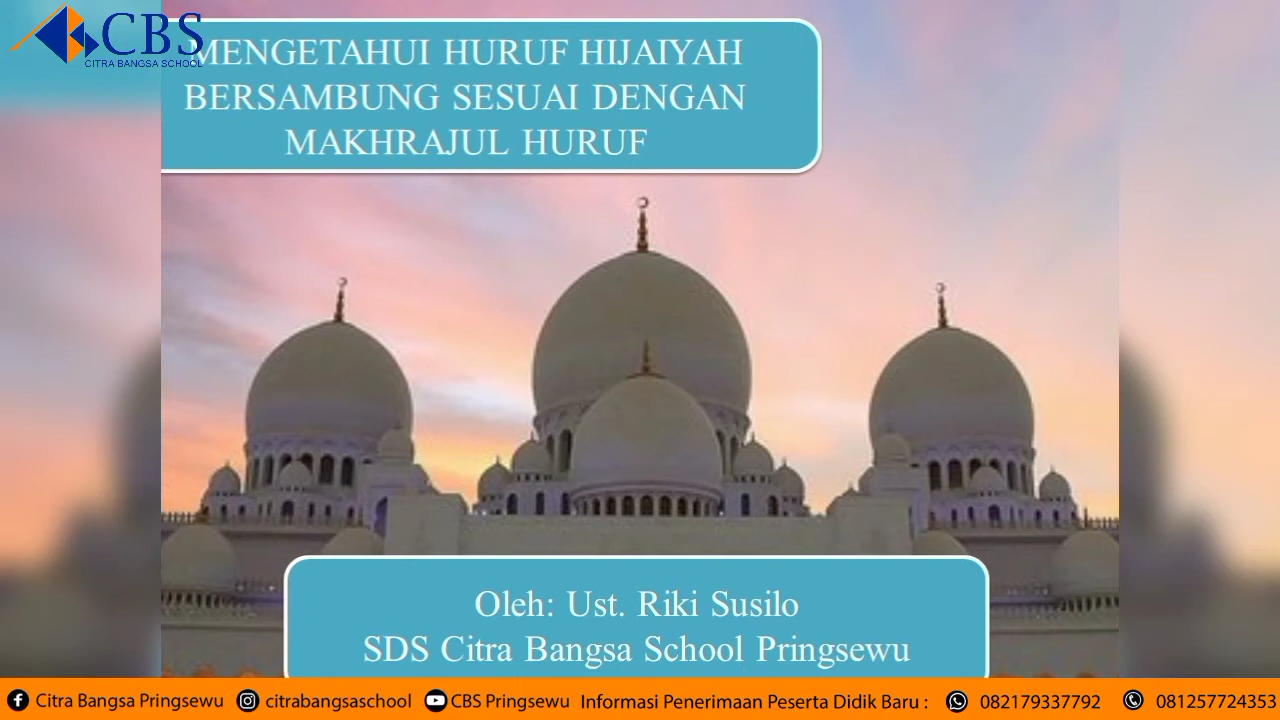 CBS
CITRA BANGSA SCHOOL
MENGETAHUI HURUF HIJAIYAH
BERSAMBUNG SESUAI DENGAN
MAKHRAJUL HURUF
Oleh: Ust. Riki Susilo
SDS Citra Bangsa School Pringsewu
Citra Bangsa Pringsewu citrabangsaschool CBS Pringsewu Informasi Penerimaan Peserta Didik Baru : 082179337792 081257724353